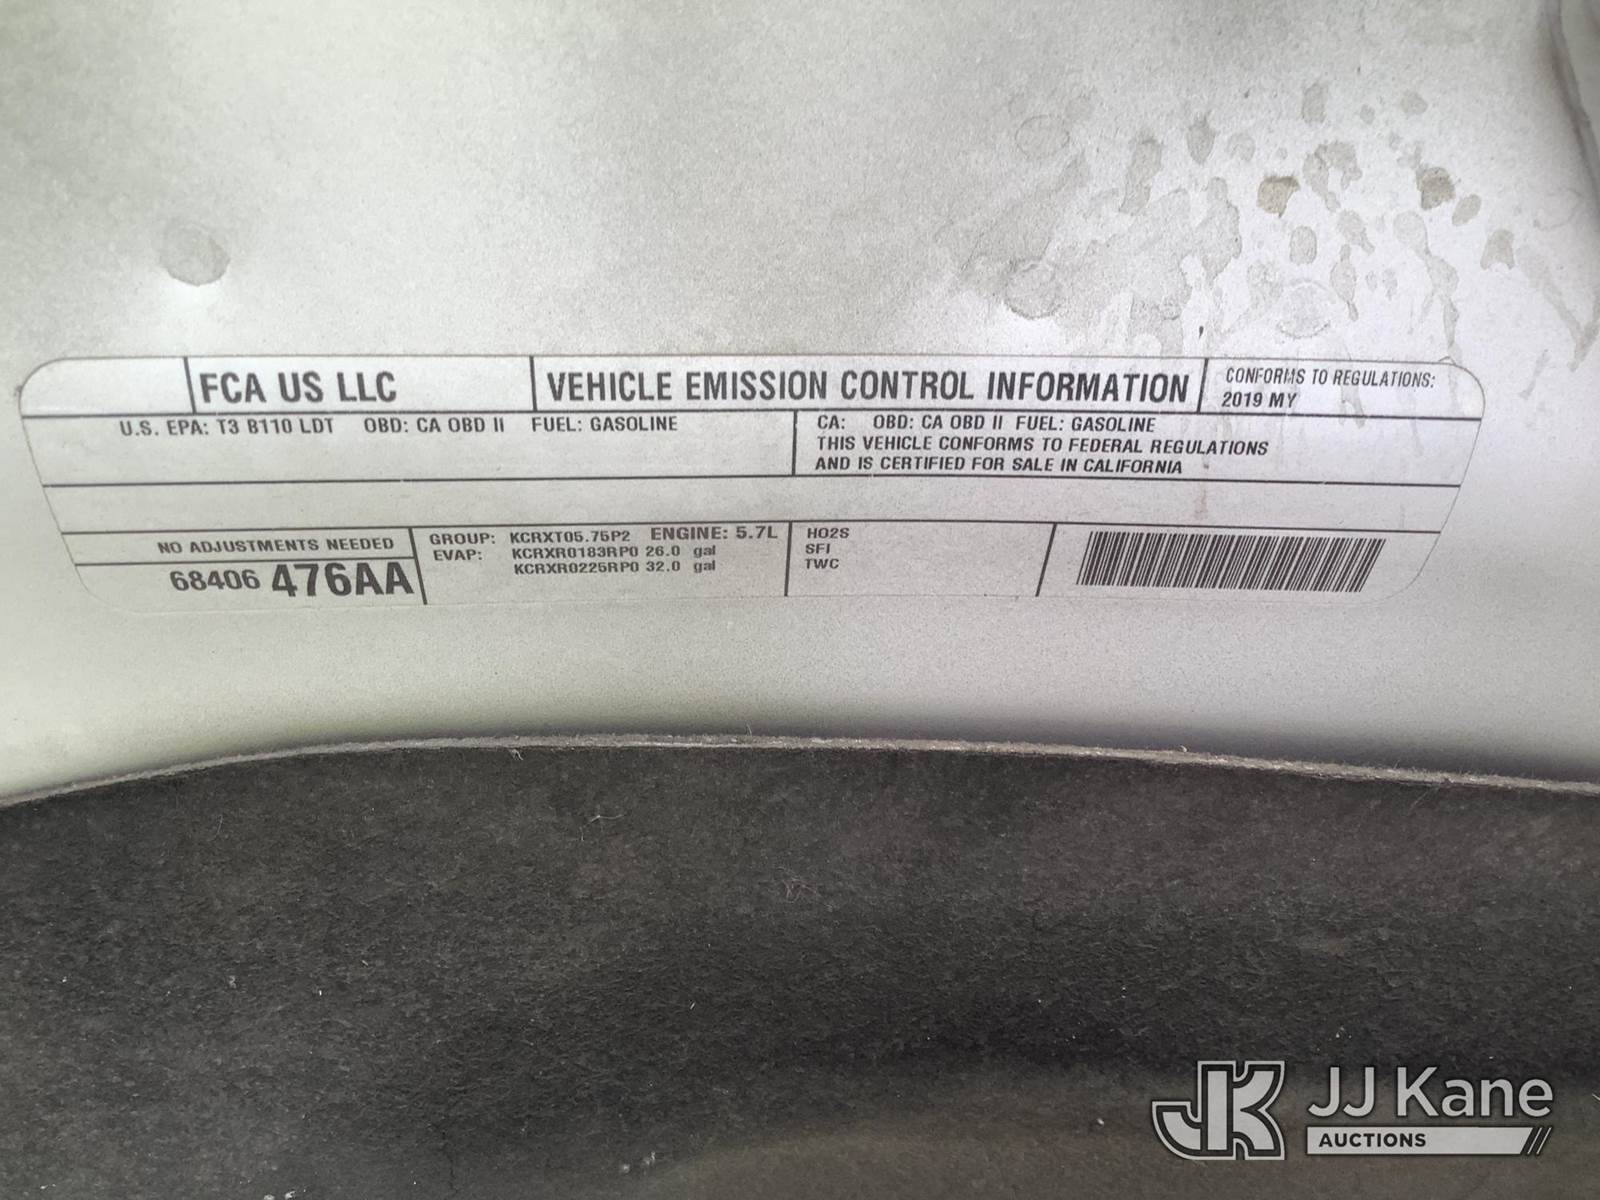 FCA US LLC
VEHICLE EMISSION CONTROL INFORMATION
CONFORMS TO REGULATIONS:
2019 MY
U.S. EPA: T3 B110 LDT OBD: CA OBD II FUEL: GASOLINE
CA: OBD: CA OBD II FUEL: GASOLINE
THIS VEHICLE CONFORMS TO FEDERAL REGULATIONS
AND IS CERTIFIED FOR SALE IN CALIFORNIA
NO ADJUSTMENTS NEEDED
68406 476AA
GROUP: KCRXT05.75P2 ENGINE: 5.7L
EVAP: KCRXR0183RP0 26.0 gal
KCRXR0225RP0 32.0 gal
HO2S
SFI
TWC
JK JJ Kane
AUCTIONS